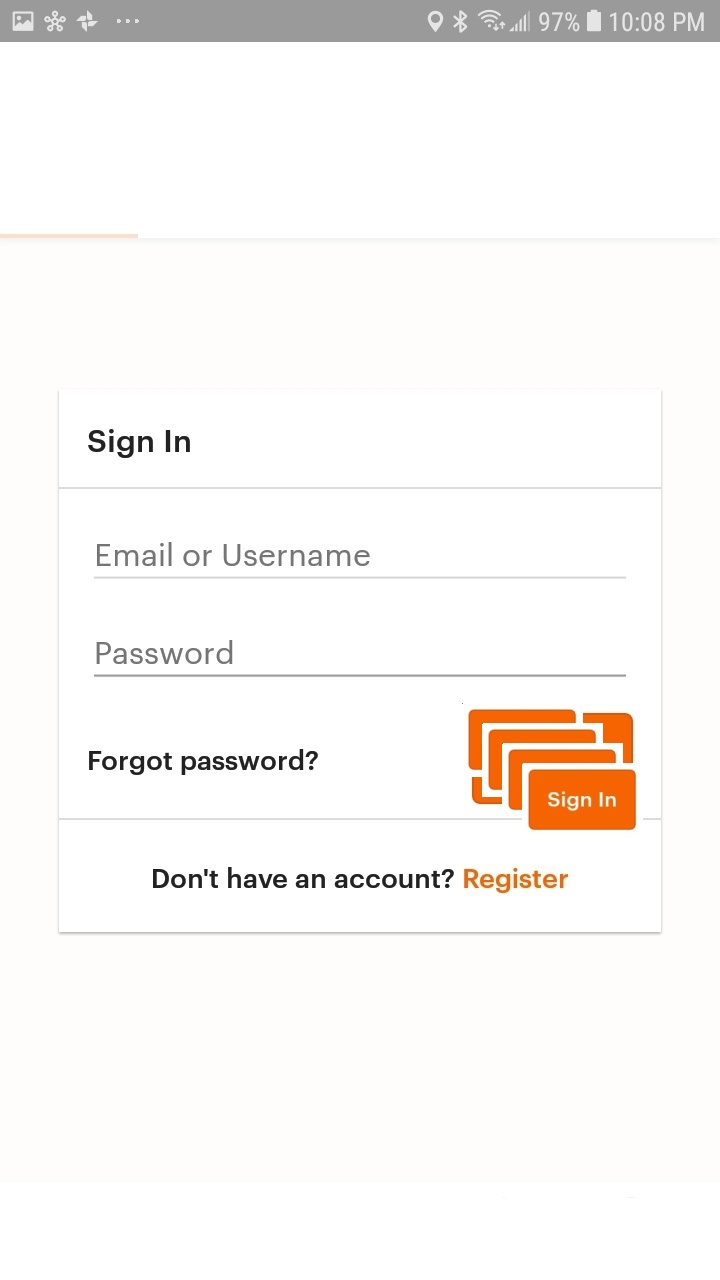 97% 10:08 PM
Sign In
Email or Username
Password
Forgot password?
Sign In
Don't have an account? Register